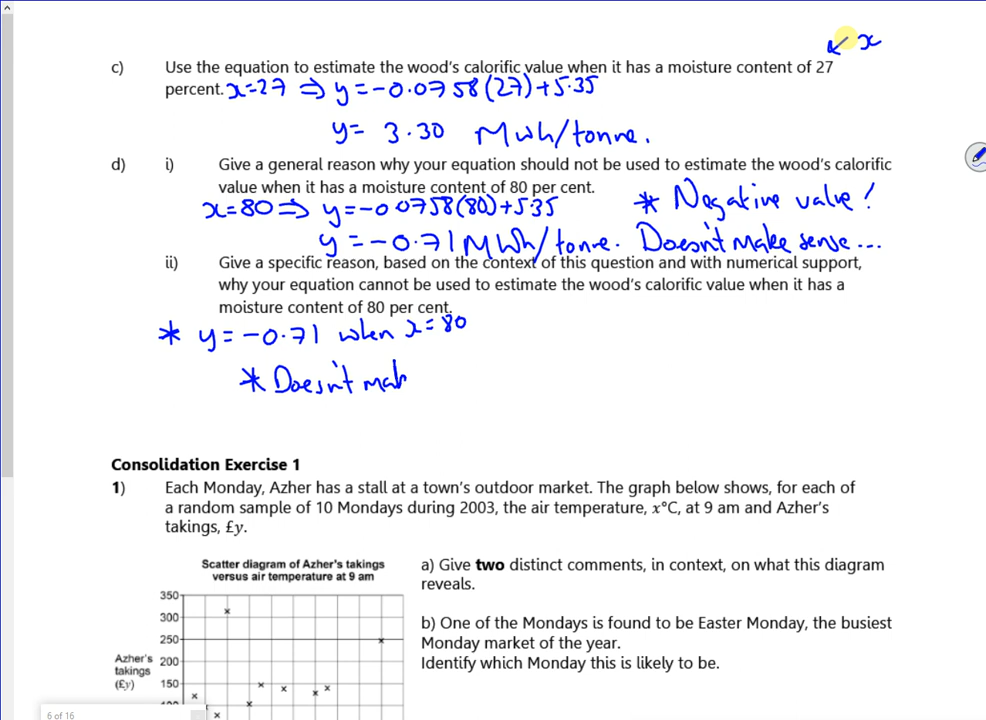 x
c) Use the equation to estimate the wood's calorific value when it has a moisture content of 27
percent. x=27 ⇒ y=-0.0758(27)+5.35
y= 3.30 MWh/tonne.
d) i) Give a general reason why your equation should not be used to estimate the wood's calorific
value when it has a moisture content of 80 per cent.
x=80 ⇒ y=-0.0758(80)+5.35 * Negative value!
y=-0.71MWh/tonne. Doesn't make sense...
ii) Give a specific reason, based on the context of this question and with numerical support,
why your equation cannot be used to estimate the wood's calorific value when it has a
moisture content of 80 per cent.
* y=-0.71 when x=80
* Doesn't mak
Consolidation Exercise 1
1) Each Monday, Azher has a stall at a town's outdoor market. The graph below shows, for each of
a random sample of 10 Mondays during 2003, the air temperature, x°C, at 9 am and Azher's
takings, £y.
Scatter diagram of Azher's takings
versus air temperature at 9 am
350
300
250
200
150
Azher's
takings
(£y)
a) Give two distinct comments, in context, on what this diagram
reveals.
b) One of the Mondays is found to be Easter Monday, the busiest
Monday market of the year.
Identify which Monday this is likely to be.
6 of 16